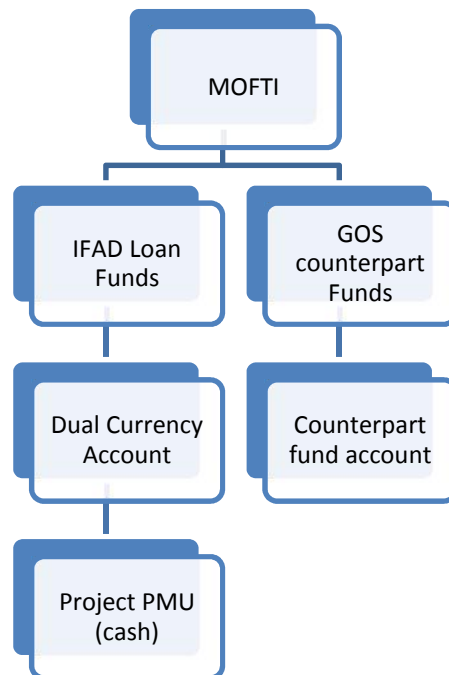 MOFTI
IFAD Loan
Funds
GOS
counterpart
Funds
Dual Currency
Account
Counterpart
fund account
Project PMU
(cash)